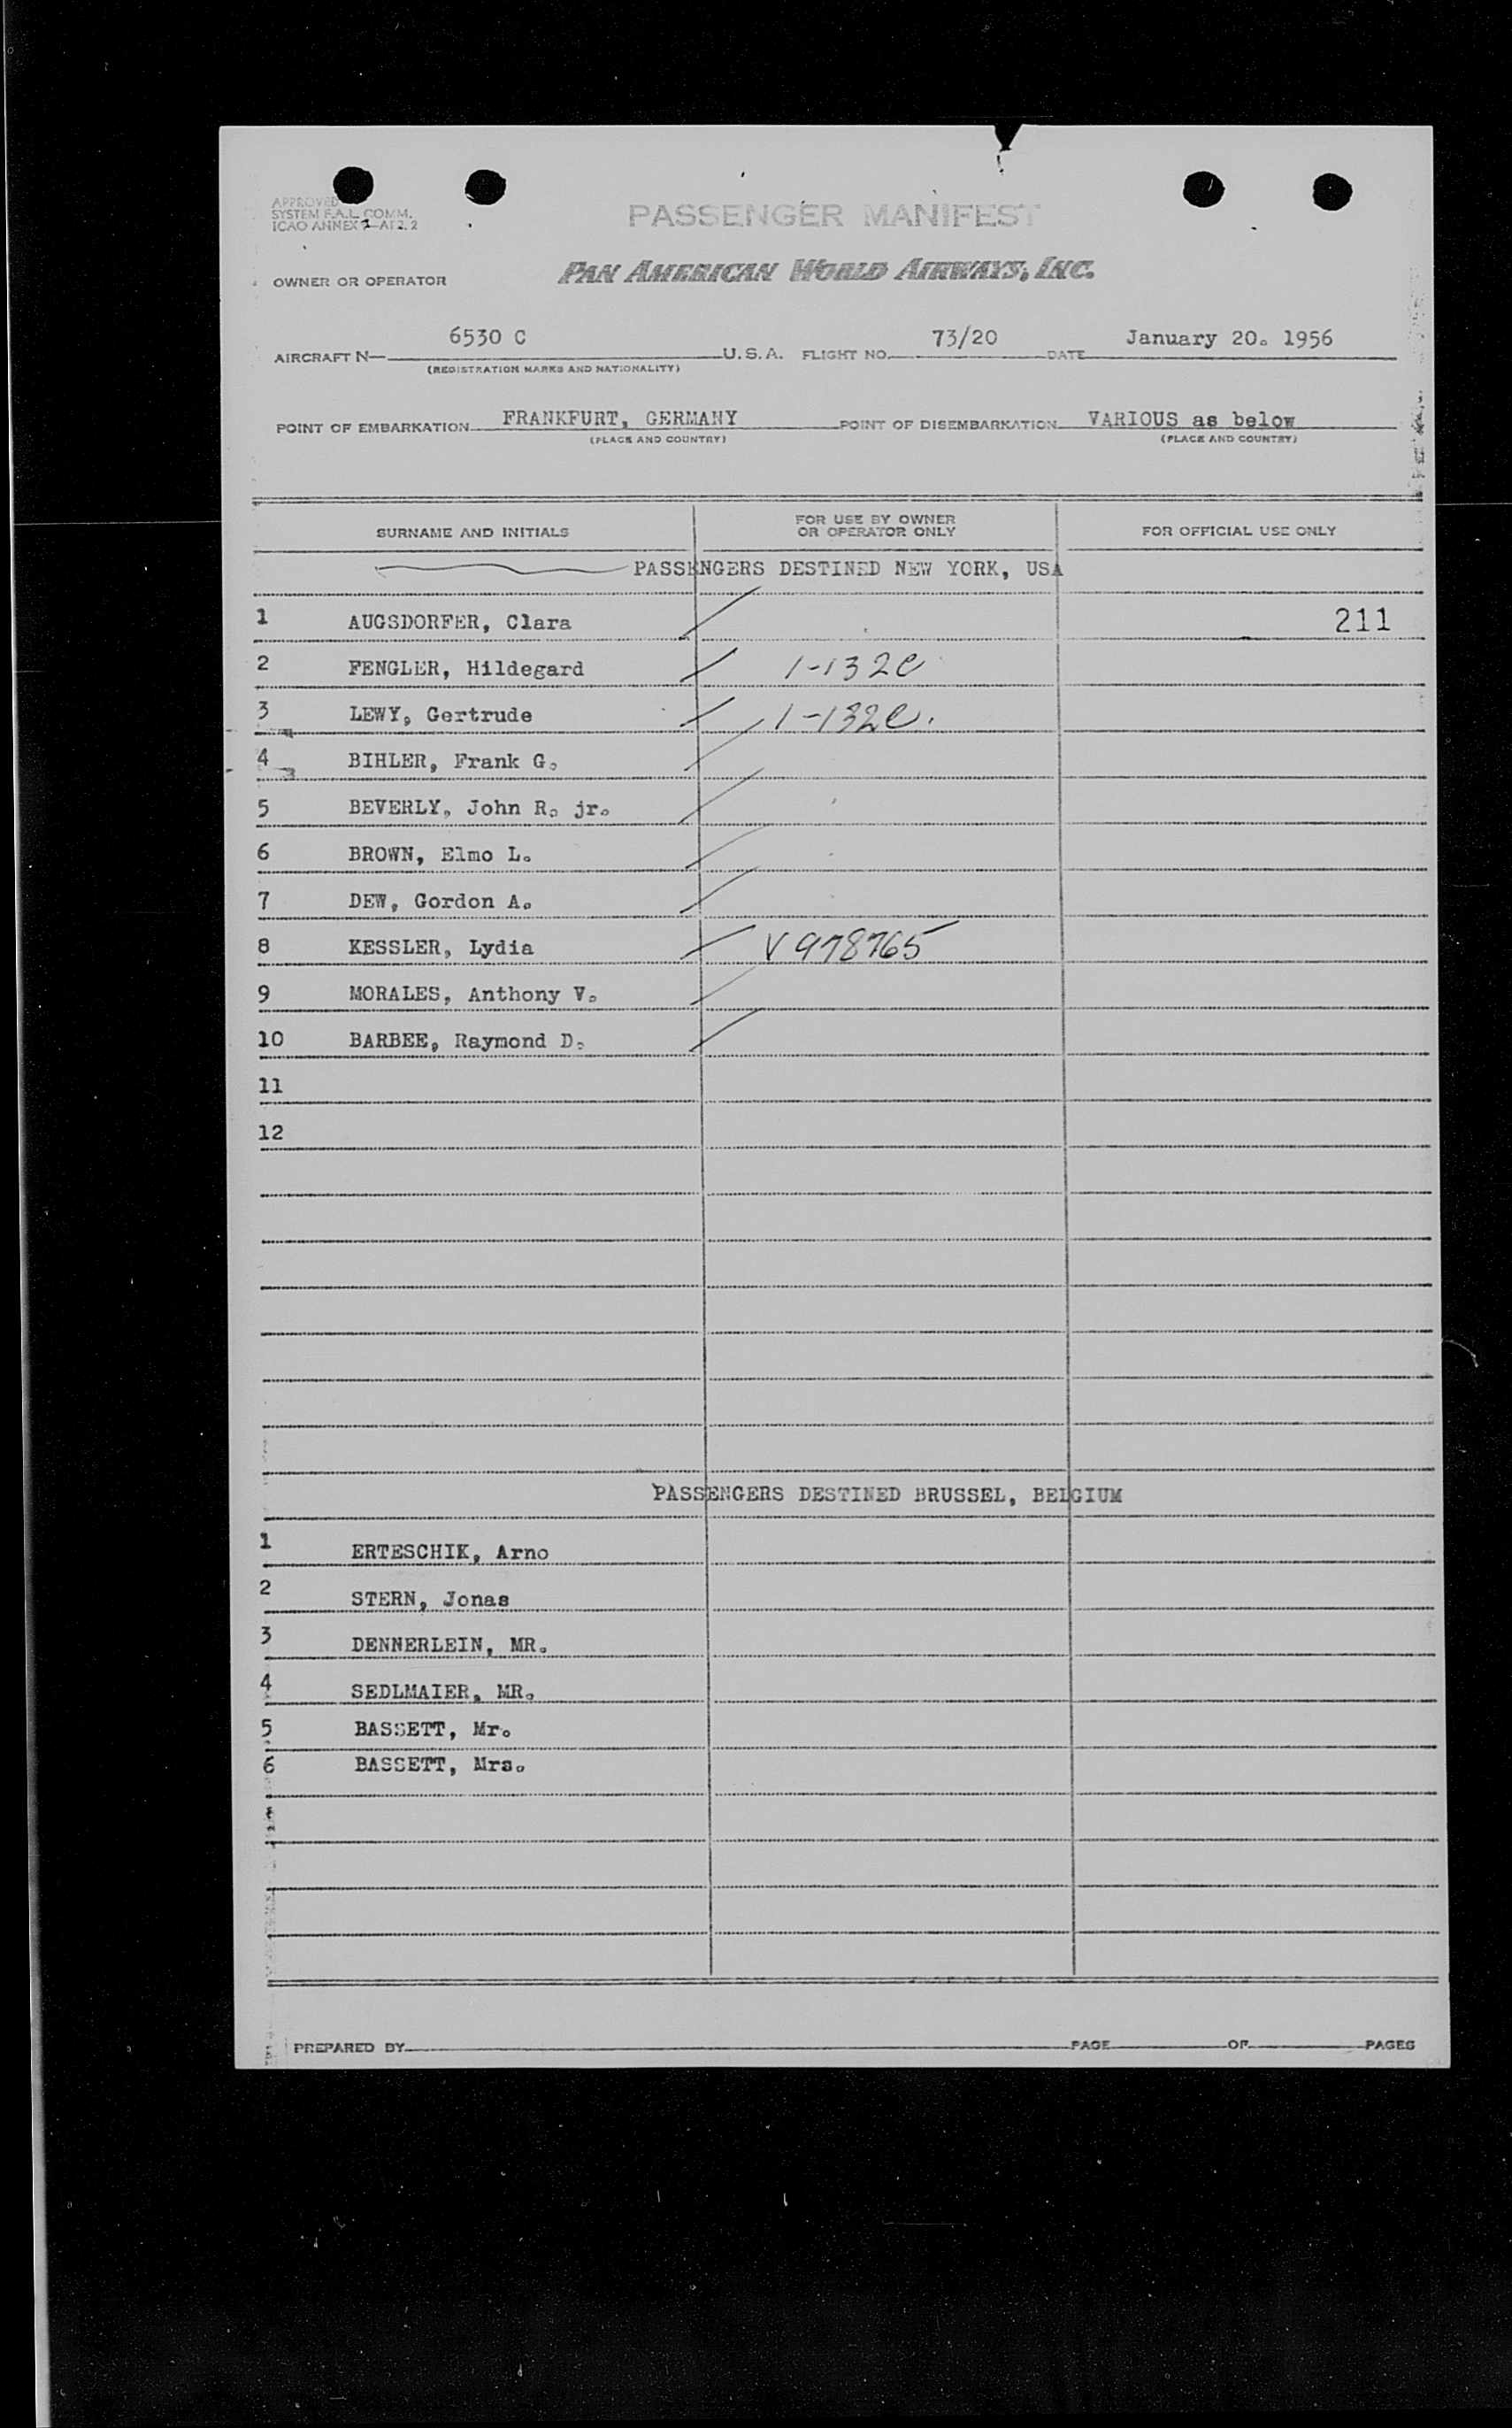 APPROVED
SYSTEM F.A.L. COMM.
ICAO ANNEX
PASSENGER MANIFEST
OWNER OR OPERATOR PAN AMERICAN WORLD AIRWAYS, INC.
AIRCRAFT N— 6530 C U.S.A. FLIGHT NO. 73/20 DATE January 20. 1956
(REGISTRATION MARKS AND NATIONALITY)
POINT OF EMBARKATION FRANKFURT, GERMANY POINT OF DISEMBARKATION VARIOUS as below
(PLACE AND COUNTRY) (PLACE AND COUNTRY)
SURNAME AND INITIALS FOR USE BY OWNER OR OPERATOR ONLY FOR OFFICIAL USE ONLY
PASSENGERS DESTINED NEW YORK, USA
1 AUGSDORFER, Clara 211
2 FENGLER, Hildegard 1-132e
3 LEWY, Gertrude 1-132e.
4 BIHLER, Frank G.
5 BEVERLY, John R. jr.
6 BROWN, Elmo L.
7 DEW, Gordon A.
8 KESSLER, Lydia V978765
9 MORALES, Anthony V.
10 BARBEE, Raymond D.
11
12
PASSENGERS DESTINED BRUSSEL, BELGIUM
1 ERTESCHIK, Arno
2 STERN, Jonas
3 DENNERLEIN, MR.
4 SEDLMAIER, MR.
5 BASSETT, Mr.
6 BASSETT, Mrs.
PREPARED BY PAGE OF PAGES